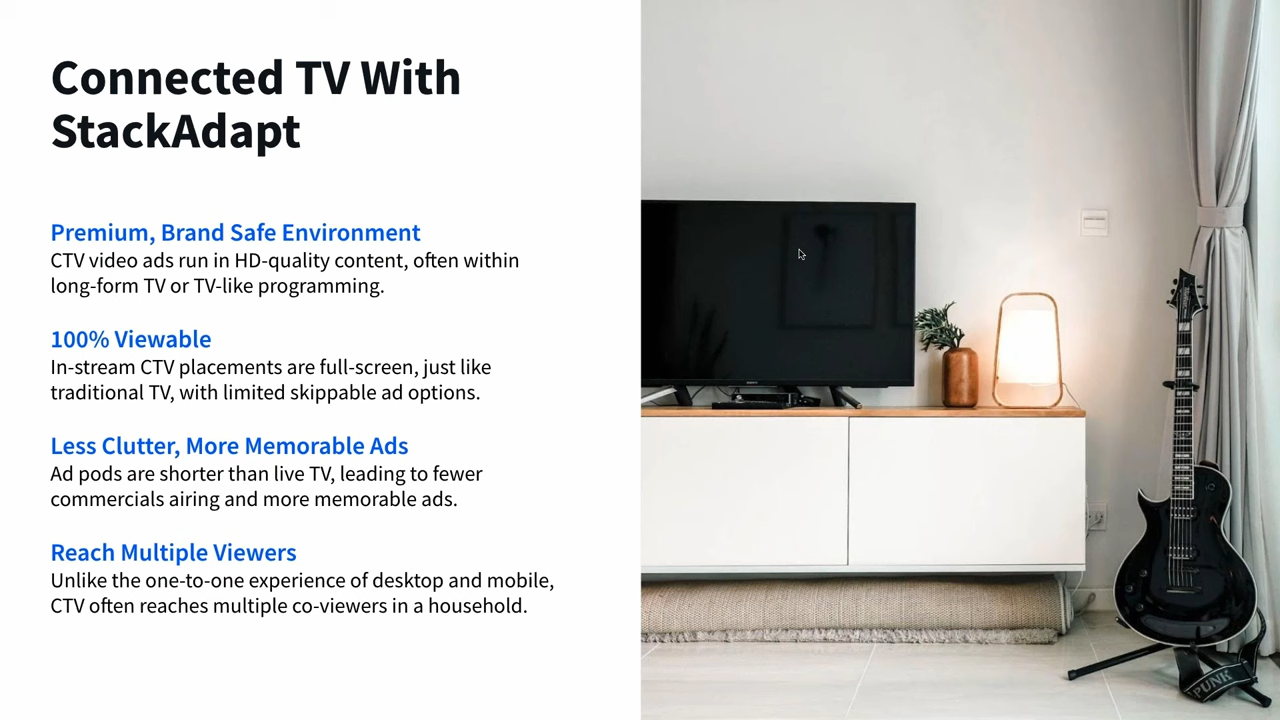 Connected TV With
StackAdapt
Premium, Brand Safe Environment
CTV video ads run in HD-quality content, often within
long-form TV or TV-like programming.
100% Viewable
In-stream CTV placements are full-screen, just like
traditional TV, with limited skippable ad options.
Less Clutter, More Memorable Ads
Ad pods are shorter than live TV, leading to fewer
commercials airing and more memorable ads.
Reach Multiple Viewers
Unlike the one-to-one experience of desktop and mobile,
CTV often reaches multiple co-viewers in a household.
PUNK